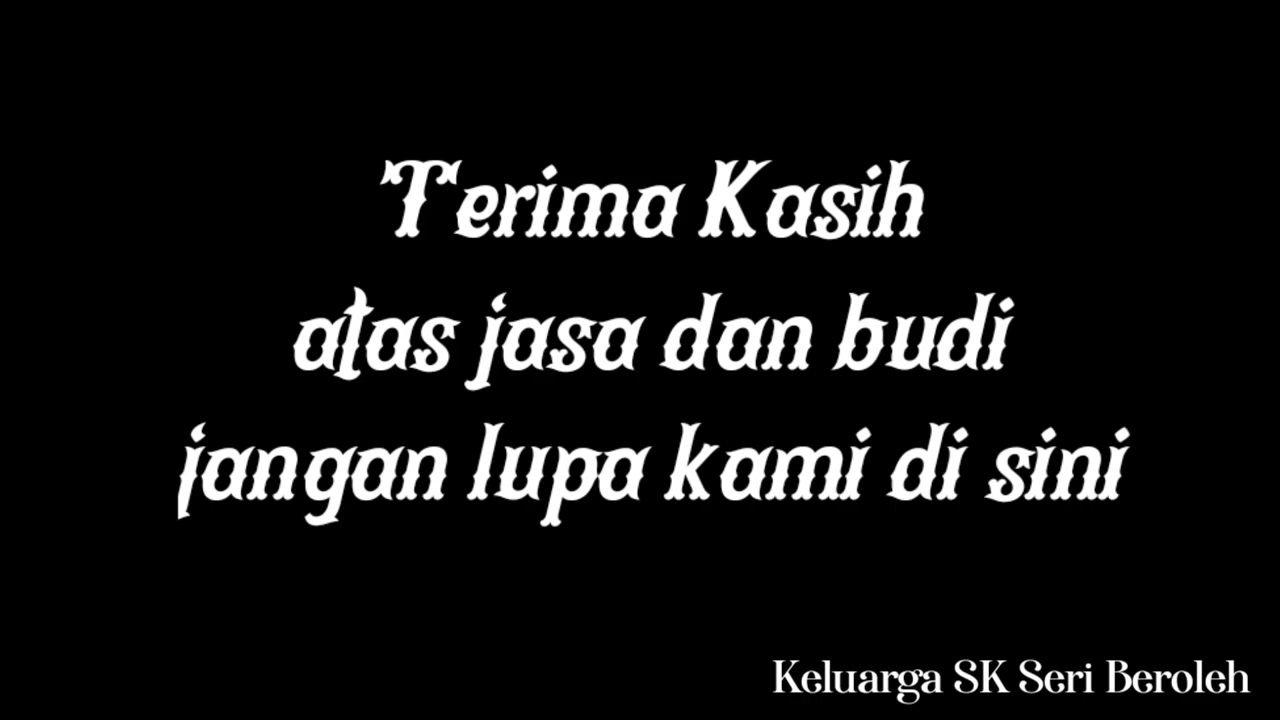 Terima Kasih
atas jasa dan budi
jangan lupa kami di sini
Keluarga SK Seri Beroleh